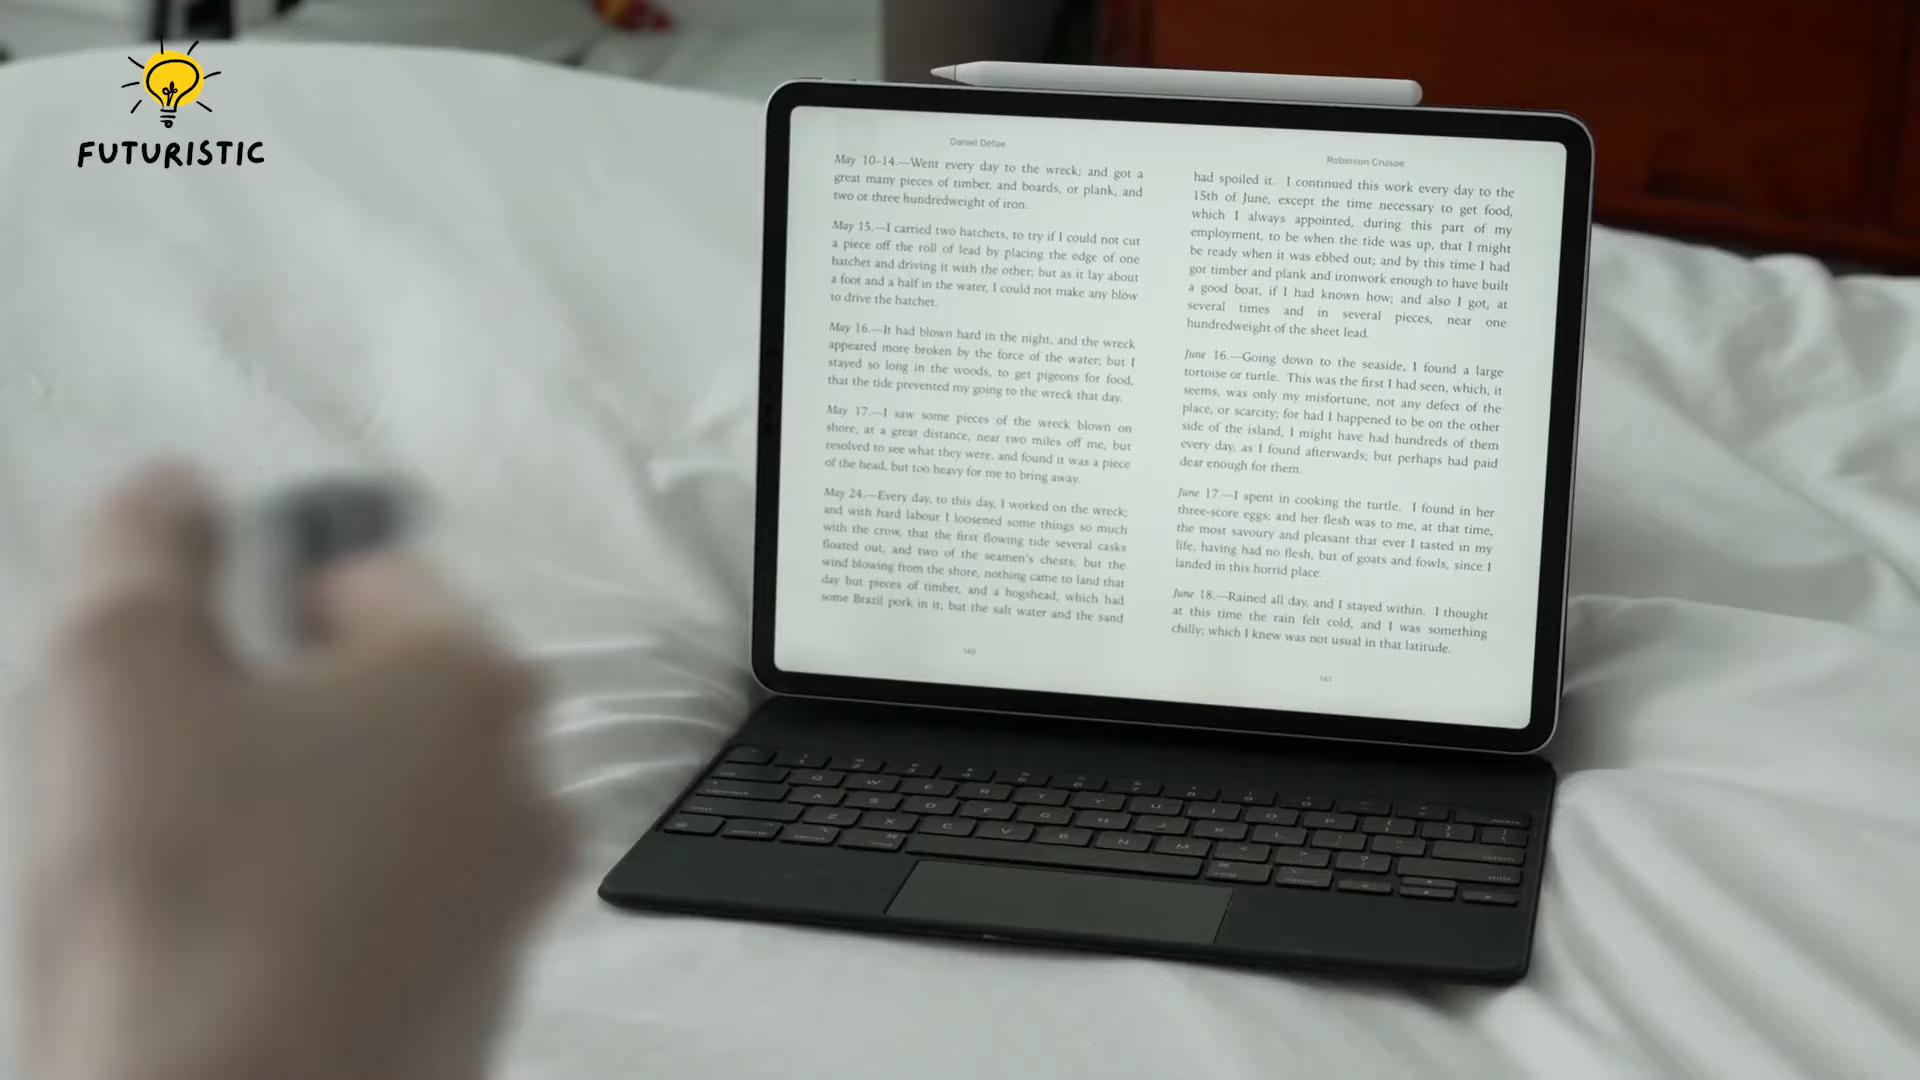 FUTURISTIC
Daniel Defoe
May 10–14.—Went every day to the wreck; and got a
great many pieces of timber, and boards, or plank, and
two or three hundredweight of iron.
May 15.—I carried two hatchets, to try if I could not cut
a piece off the roll of lead by placing the edge of one
hatchet and driving it with the other; but as it lay about
a foot and a half in the water, I could not make any blow
to drive the hatchet.
May 16.—It had blown hard in the night, and the wreck
appeared more broken by the force of the water; but I
stayed so long in the woods, to get pigeons for food,
that the tide prevented my going to the wreck that day.
May 17.—I saw some pieces of the wreck blown on
shore, at a great distance, near two miles off me, but
resolved to see what they were, and found it was a piece
of the head, but too heavy for me to bring away.
May 24.—Every day, to this day, I worked on the wreck;
and with hard labour I loosened some things so much
with the crow, that the first flowing tide several casks
floated out, and two of the seamen's chests; but the
wind blowing from the shore, nothing came to land that
day but pieces of timber, and a hogshead, which had
some Brazil pork in it; but the salt water and the sand
140
Robinson Crusoe
had spoiled it. I continued this work every day to the
15th of June, except the time necessary to get food,
which I always appointed, during this part of my
employment, to be when the tide was up, that I might
be ready when it was ebbed out; and by this time I had
got timber and plank and ironwork enough to have built
a good boat, if I had known how; and also I got, at
several times and in several pieces, near one
hundredweight of the sheet lead.
June 16.—Going down to the seaside, I found a large
tortoise or turtle. This was the first I had seen, which, it
seems, was only my misfortune, not any defect of the
place, or scarcity; for had I happened to be on the other
side of the island, I might have had hundreds of them
every day, as I found afterwards; but perhaps had paid
dear enough for them.
June 17.—I spent in cooking the turtle. I found in her
three-score eggs; and her flesh was to me, at that time,
the most savoury and pleasant that ever I tasted in my
life, having had no flesh, but of goats and fowls, since I
landed in this horrid place.
June 18.—Rained all day, and I stayed within. I thought
at this time the rain felt cold, and I was something
chilly; which I knew was not usual in that latitude.
141
Q W E R T Y U I O P
A S D F G H J K L
Z X C V B N M